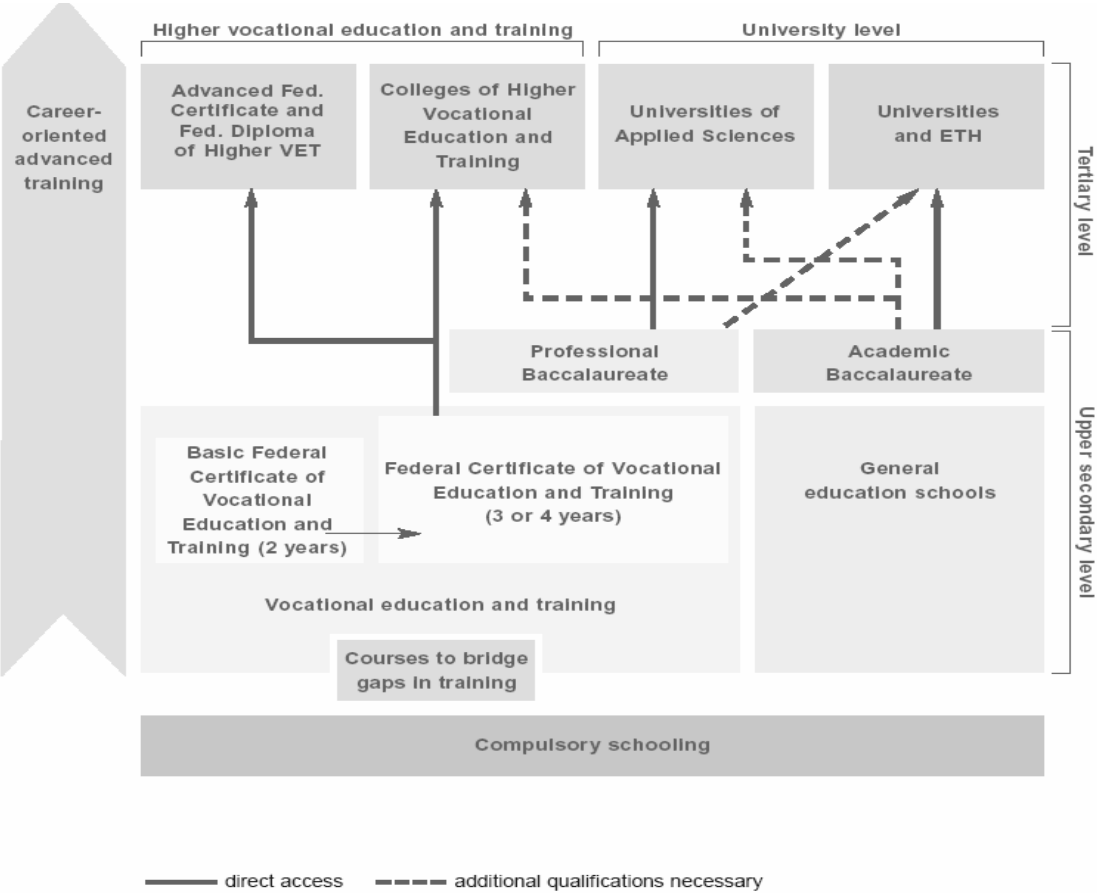 Higher vocational education and training
University level
Career-
oriented
advanced
training
Advanced Fed.
Certificate and
Fed. Diploma
of Higher VET
Colleges of Higher
Vocational
Education and
Training
Universities of
Applied Sciences
Universities
and ETH
Tertiary level
Professional
Baccalaureate
Academic
Baccalaureate
Upper secondary level
Basic Federal
Certificate of
Vocational
Education and
Training (2 years)
Federal Certificate of Vocational
Education and Training
(3 or 4 years)
General
education schools
Vocational education and training
Courses to bridge
gaps in training
Compulsory schooling
direct access
additional qualifications necessary